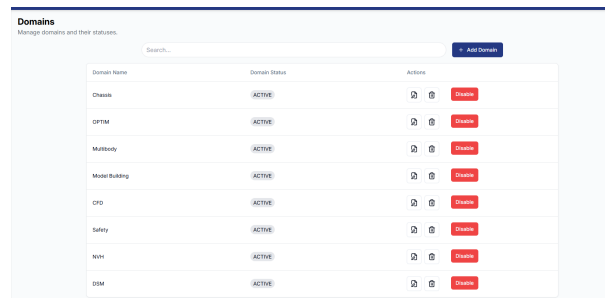 Domains
Manage domains and their statuses.
Search...
+ Add Domain
Domain Name Domain Status Actions
Chassis ACTIVE Disable
OPTIM ACTIVE Disable
Multibody ACTIVE Disable
Model Building ACTIVE Disable
CFD ACTIVE Disable
Safety ACTIVE Disable
NVH ACTIVE Disable
DSM ACTIVE Disable